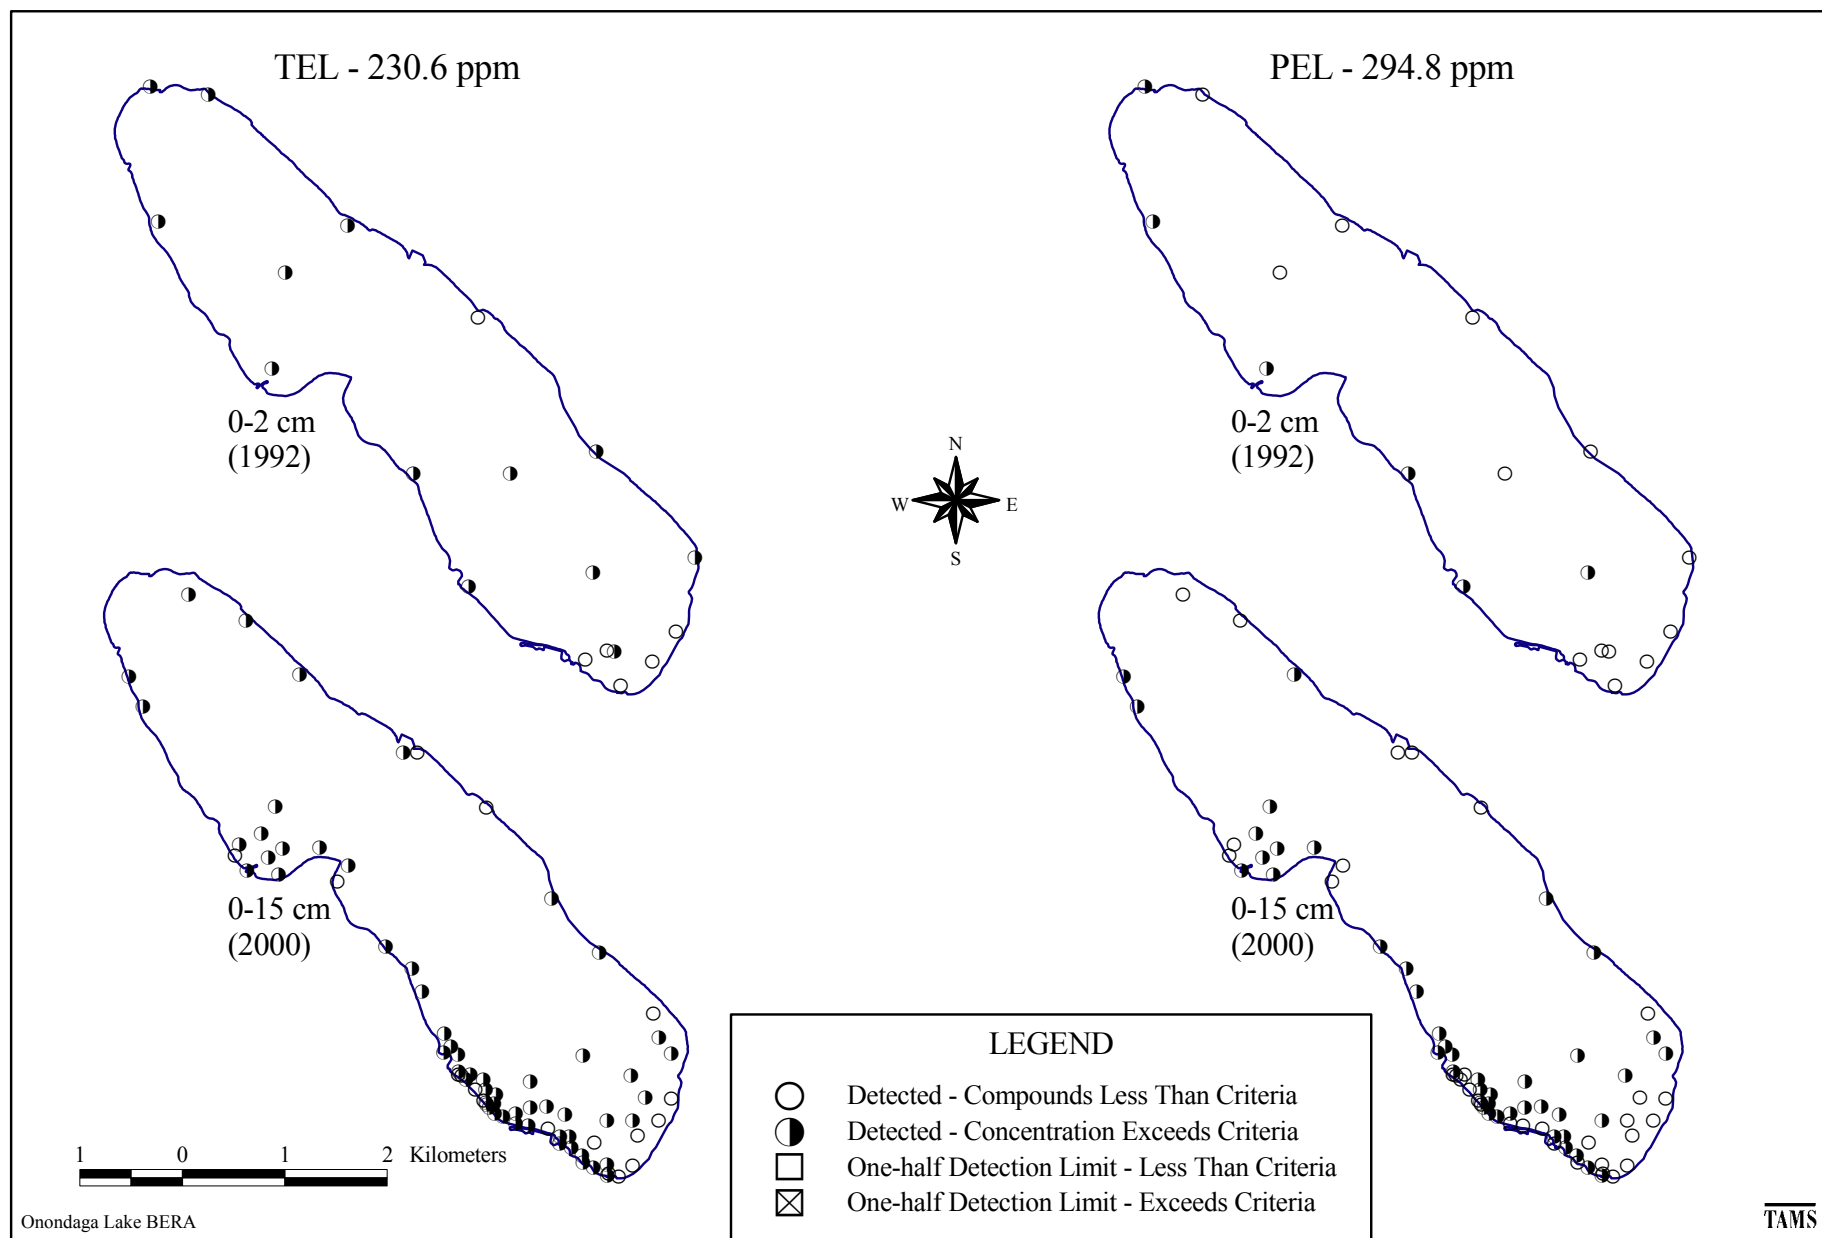 TEL - 230.6 ppm
PEL - 294.8 ppm
0-2 cm
(1992)
0-2 cm
(1992)
N
W
E
S
0-15 cm
(2000)
0-15 cm
(2000)
LEGEND
Detected - Compounds Less Than Criteria
Detected - Concentration Exceeds Criteria
One-half Detection Limit - Less Than Criteria
One-half Detection Limit - Exceeds Criteria
1 0 1 2 Kilometers
Onondaga Lake BERA
TAMS